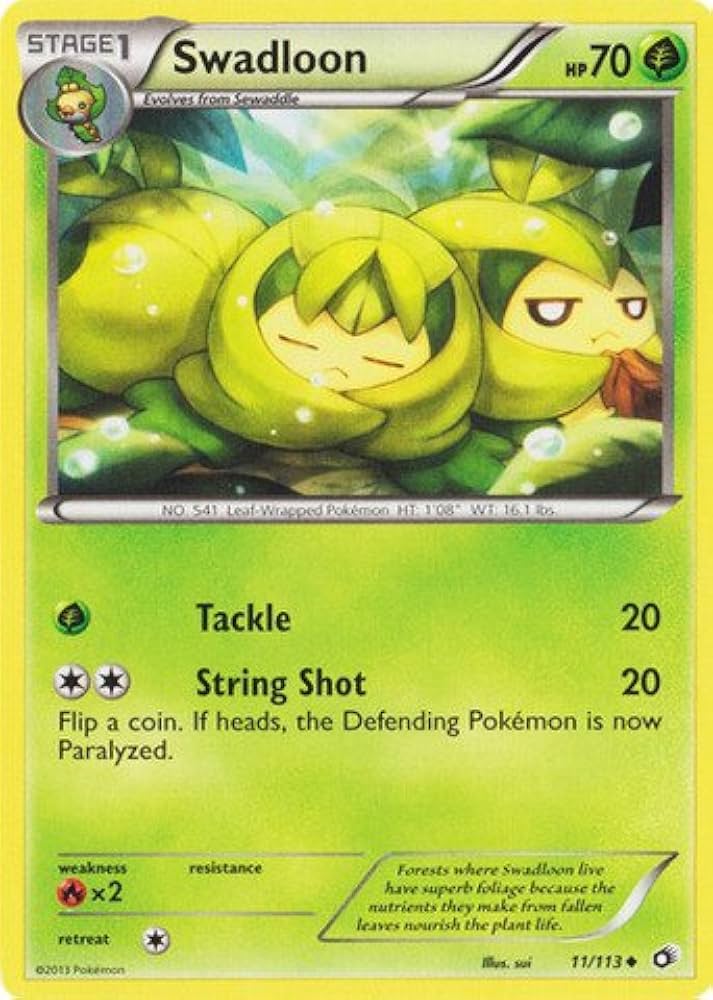 STAGE1
Swadloon
HP70
Evolves from Sewaddle
NO. 541 Leaf-Wrapped Pokémon HT: 1'08" WT: 16.1 lbs.
Tackle 20
String Shot 20
Flip a coin. If heads, the Defending Pokémon is now
Paralyzed.
weakness resistance
×2
retreat
Forests where Swadloon live
have superb foliage because the
nutrients they make from fallen
leaves nourish the plant life.
©2013 Pokémon
Illus. sui
11/113